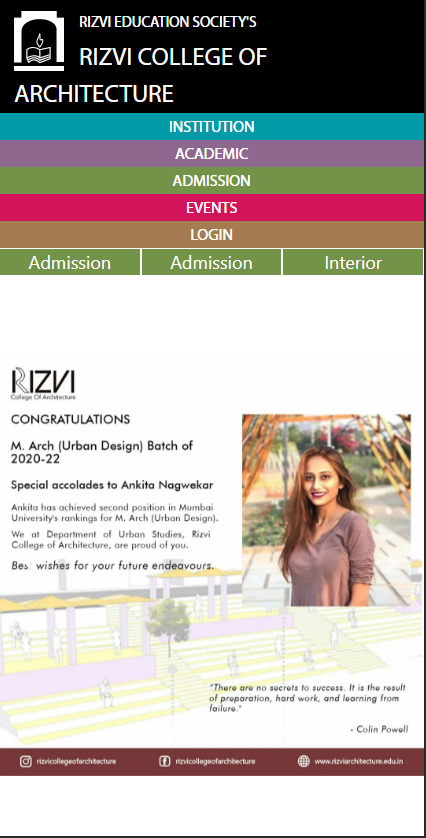 RIZVI EDUCATION SOCIETY'S
RIZVI COLLEGE OF
ARCHITECTURE
INSTITUTION
ACADEMIC
ADMISSION
EVENTS
LOGIN
Admission Admission Interior
RIZVI
College Of Architecture
CONGRATULATIONS
M. Arch (Urban Design) Batch of
2020-22
Special accolades to Ankita Nagwekar
Ankita has achieved second position in Mumbai
University's rankings for M. Arch (Urban Design).
We at Department of Urban Studies, Rizvi
College of Architecture, are proud of you.
Best wishes for your future endeavours.
"There are no secrets to success. It is the result
of preparation, hard work, and learning from
failure."
- Colin Powell
rizvicollegeofarchitecture rizvicollegeofarchitecture www.rizviarchitecture.edu.in